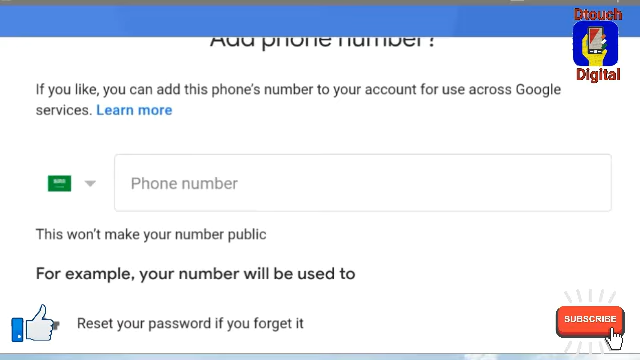 Dtouch
Digital
Add phone number?
If you like, you can add this phone's number to your account for use across Google
services. Learn more
Phone number
This won't make your number public
For example, your number will be used to
Reset your password if you forget it
SUBSCRIBE